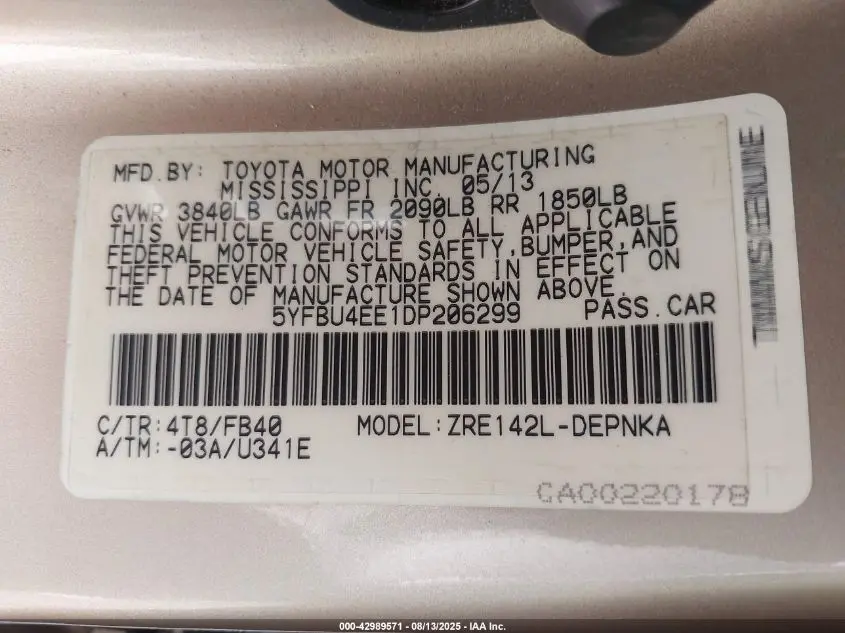 MFD.BY: TOYOTA MOTOR MANUFACTURING
MISSISSIPPI INC. 05/13
GVWR 3840LB GAWR FR 2090LB RR 1850LB
THIS VEHICLE CONFORMS TO ALL APPLICABLE
FEDERAL MOTOR VEHICLE SAFETY,BUMPER,AND
THEFT PREVENTION STANDARDS IN EFFECT ON
THE DATE OF MANUFACTURE SHOWN ABOVE.
5YFBU4EE1DP206299 PASS.CAR
C/TR:4T8/FB40 MODEL:ZRE142L-DEPNKA
A/TM:-03A/U341E
CA00220178
000-42989571 - 08/13/2025 - IAA Inc.